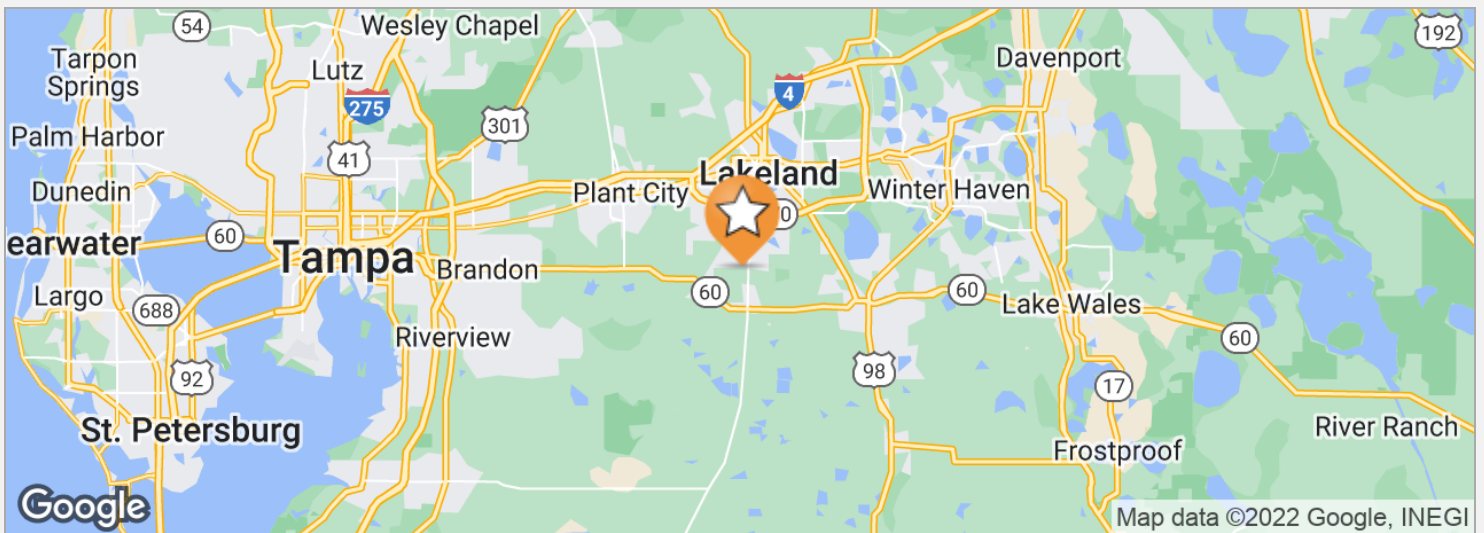 54
Wesley Chapel
192
Tarpon
Springs
Lutz
Davenport
275
4
301
Palm Harbor
41
Lakeland
Plant City
Winter Haven
Dunedin
0
60
earwater
Tampa
Brandon
Largo
688
60
60
Lake Wales
60
Riverview
92
98
17
St. Petersburg
River Ranch
Frostproof
Google
Map data ©2022 Google, INEGI